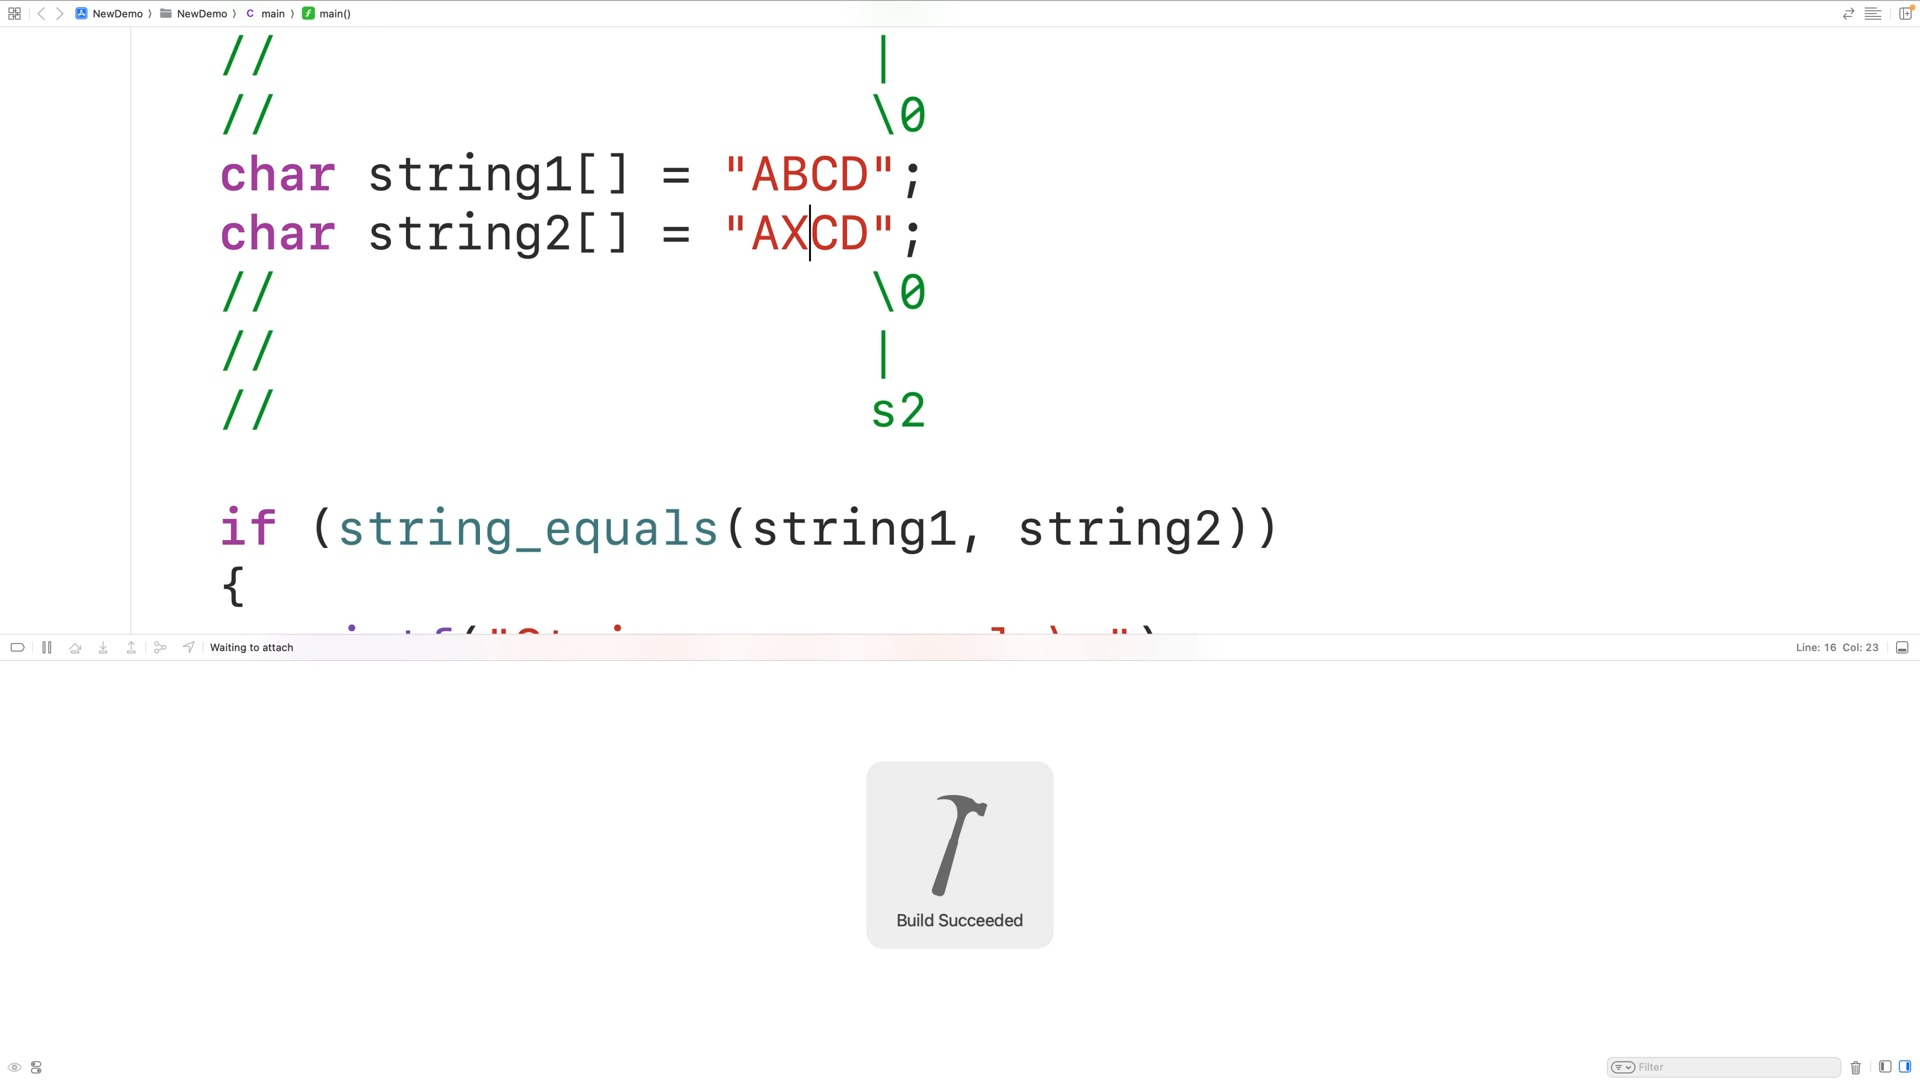 NewDemo ⟩ NewDemo ⟩ C main ⟩ f main()
// |
// \0
char string1[] = "ABCD";
char string2[] = "AXCD";
// \0
// |
// s2
if (string_equals(string1, string2))
{
Waiting to attach
Line: 16 Col: 23
Build Succeeded
Filter